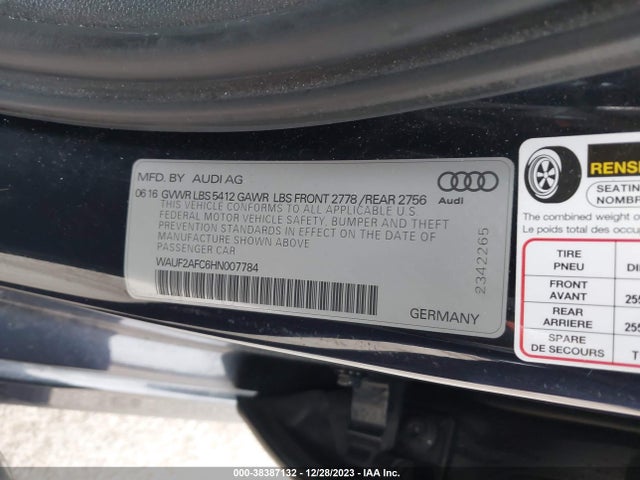 MFD. BY AUDI AG
06 16 GVWR LBS 5412 GAWR LBS FRONT 2778 /REAR 2756
THIS VEHICLE CONFORMS TO ALL APPLICABLE U S
FEDERAL MOTOR VEHICLE SAFETY, BUMPER AND THEFT
PREVENTION STANDARDS IN EFFECT ON THE DATE OF
MANUFACTURE SHOWN ABOVE.
PASSENGER CAR
WAUF2AFC6HN007784
Audi
2342265
GERMANY
SEATING
The combined weight of
Le poids total des occu
TIRE
PNEU
FRONT
AVANT
REAR
ARRIERE
SPARE
DE SECOURS
000-38387132 - 12/28/2023 - IAA Inc.